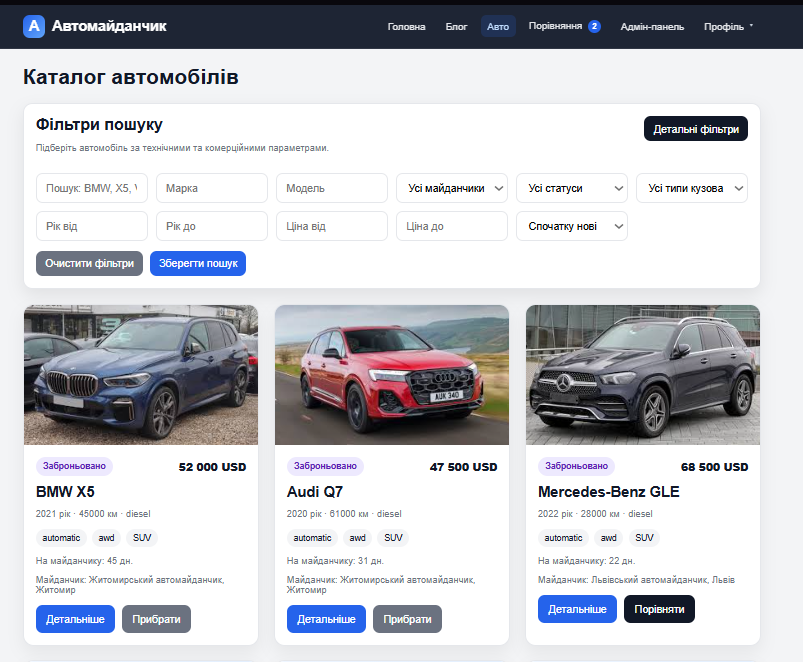 A Автомайданчик
Головна Блог Авто Порівняння 2 Адмін-панель Профіль
Каталог автомобілів
Фільтри пошуку
Детальні фільтри
Підберіть автомобіль за технічними та комерційними параметрами.
Пошук: BMW, X5, Марка Модель Усі майданчики Усі статуси Усі типи кузова
Рік від Рік до Ціна від Ціна до Спочатку нові
Очистити фільтри Зберегти пошук
AUK 340
Заброньовано 52 000 USD
BMW X5
2021 рік · 45000 км · diesel
automatic awd SUV
На майданчику: 45 дн.
Майданчик: Житомирський автомайданчик,
Житомир
Детальніше Прибрати
Заброньовано 47 500 USD
Audi Q7
2020 рік · 61000 км · diesel
automatic awd SUV
На майданчику: 31 дн.
Майданчик: Житомирський автомайданчик,
Житомир
Детальніше Прибрати
Заброньовано 68 500 USD
Mercedes-Benz GLE
2022 рік · 28000 км · diesel
automatic awd SUV
На майданчику: 22 дн.
Майданчик: Львівський автомайданчик, Львів
Детальніше Порівняти